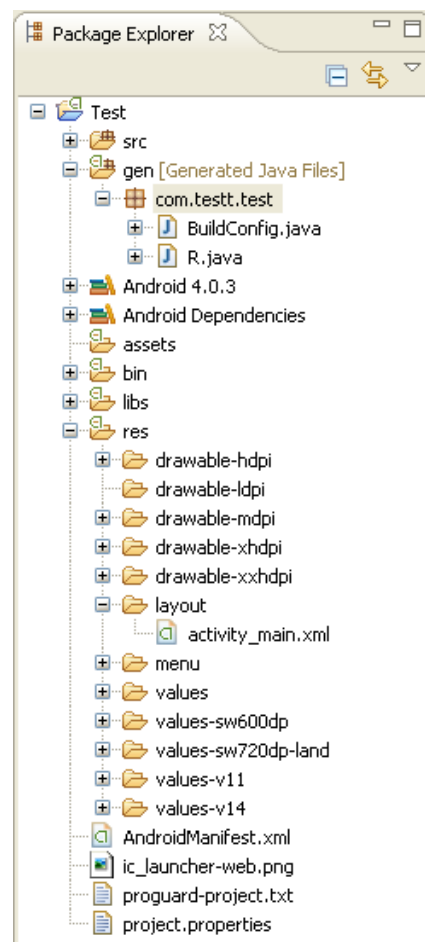 Package Explorer
Test
src
gen [Generated Java Files]
com.testt.test
BuildConfig.java
R.java
Android 4.0.3
Android Dependencies
assets
bin
libs
res
drawable-hdpi
drawable-ldpi
drawable-mdpi
drawable-xhdpi
drawable-xxhdpi
layout
activity_main.xml
menu
values
values-sw600dp
values-sw720dp-land
values-v11
values-v14
AndroidManifest.xml
ic_launcher-web.png
proguard-project.txt
project.properties